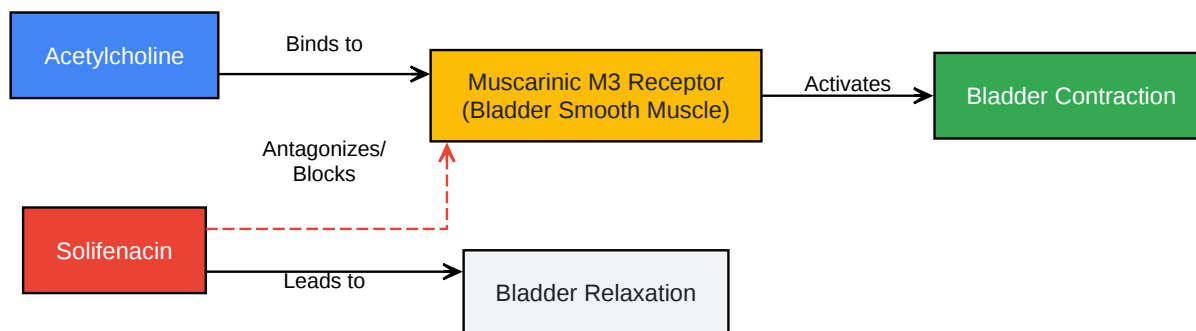 Acetylcholine
Binds to
Muscarinic M3 Receptor
(Bladder Smooth Muscle)
Activates
Bladder Contraction
Antagonizes/
Blocks
Solifenacin
Leads to
Bladder Relaxation